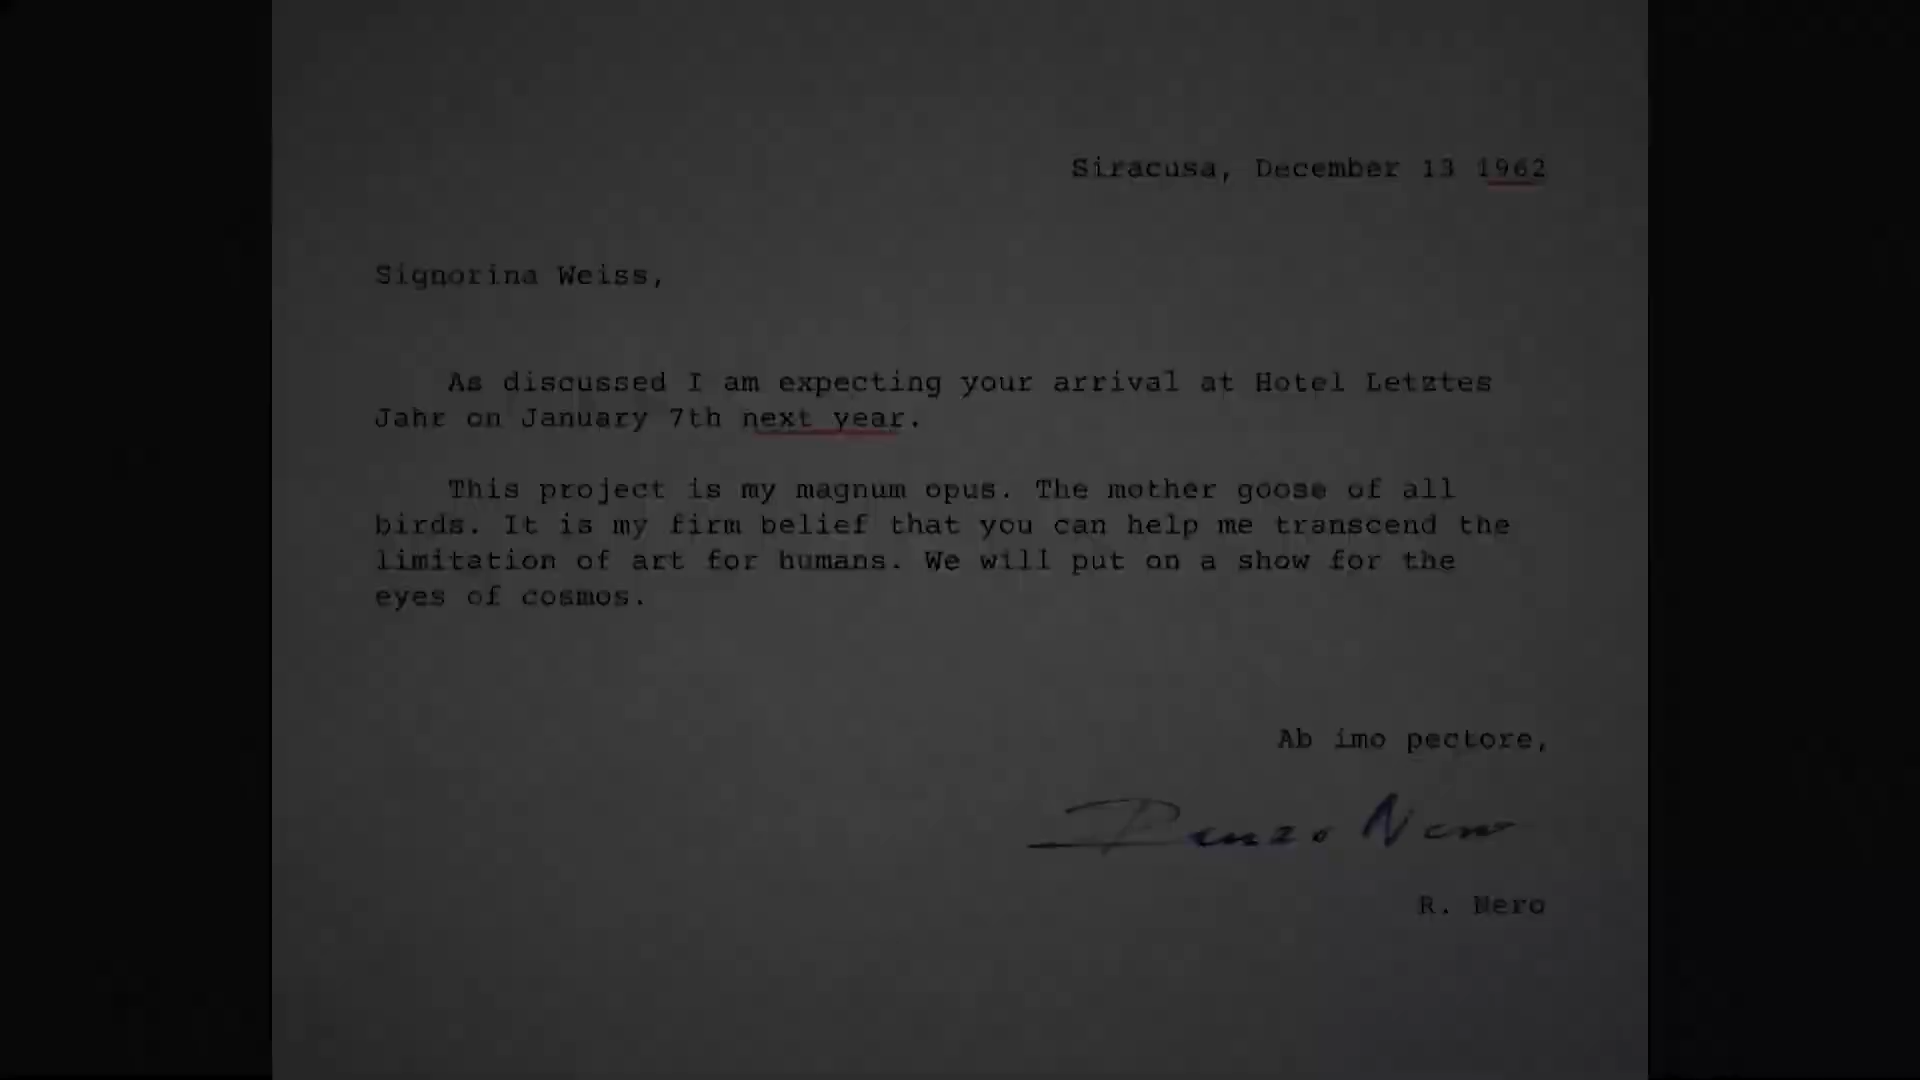 Siracusa, December 13 1962
Signorina Weiss,
As discussed I am expecting your arrival at Hotel Letztes
Jahr on January 7th next year.
This project is my magnum opus. The mother goose of all
birds. It is my firm belief that you can help me transcend the
limitation of art for humans. We will put on a show for the
eyes of cosmos.
Ab imo pectore,
Renzo Nero
R. Nero